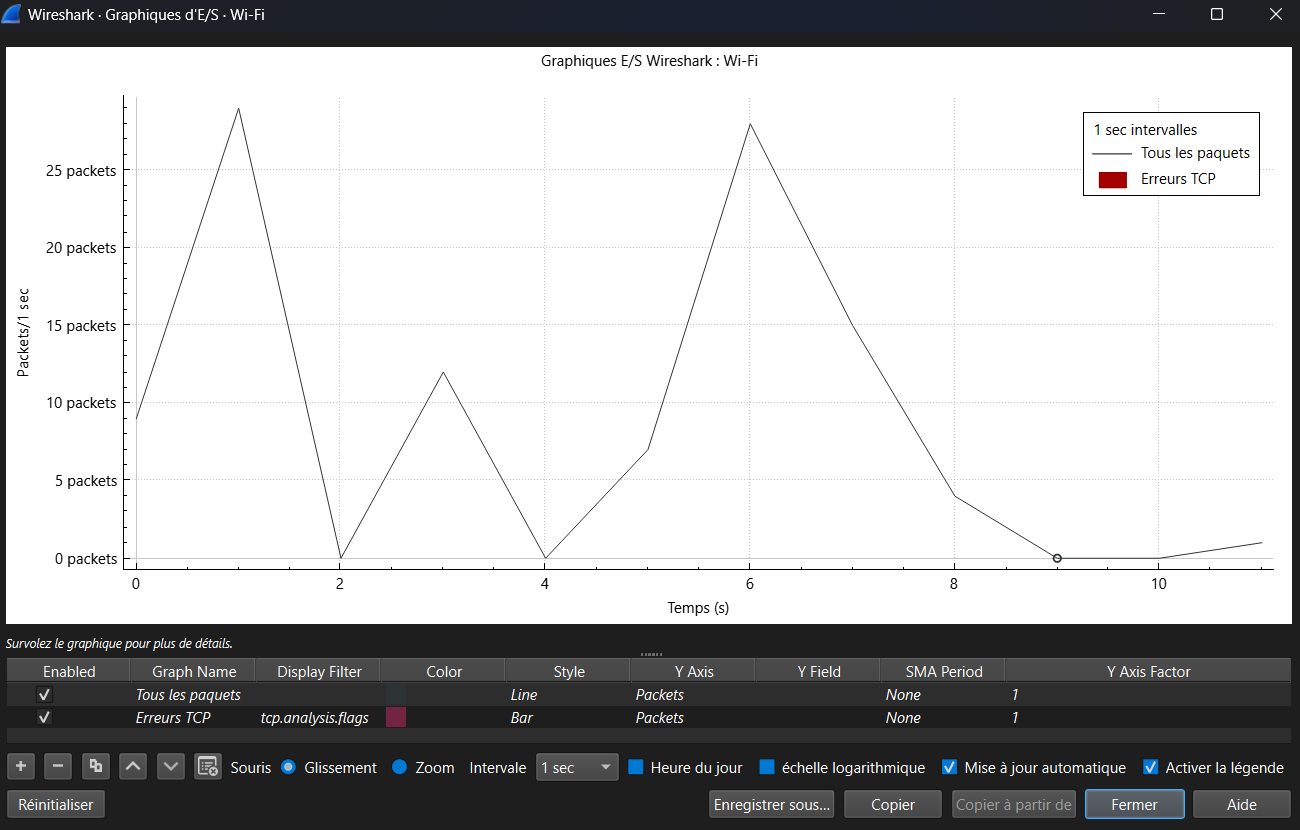 Wireshark · Graphiques d'E/S · Wi-Fi
Graphiques E/S Wireshark : Wi-Fi
1 sec intervalles
Tous les paquets
Erreurs TCP
25 packets
20 packets
15 packets
10 packets
5 packets
0 packets
Packets/1 sec
0 2 4 6 8 10
Temps (s)
Survolez le graphique pour plus de détails.
Enabled Graph Name Display Filter Color Style Y Axis Y Field SMA Period Y Axis Factor
Tous les paquets Line Packets None 1
Erreurs TCP tcp.analysis.flags Bar Packets None 1
Souris Glissement Zoom Intervalle 1 sec Heure du jour échelle logarithmique Mise à jour automatique Activer la légende
Réinitialiser Enregistrer sous... Copier Copier à partir de Fermer Aide